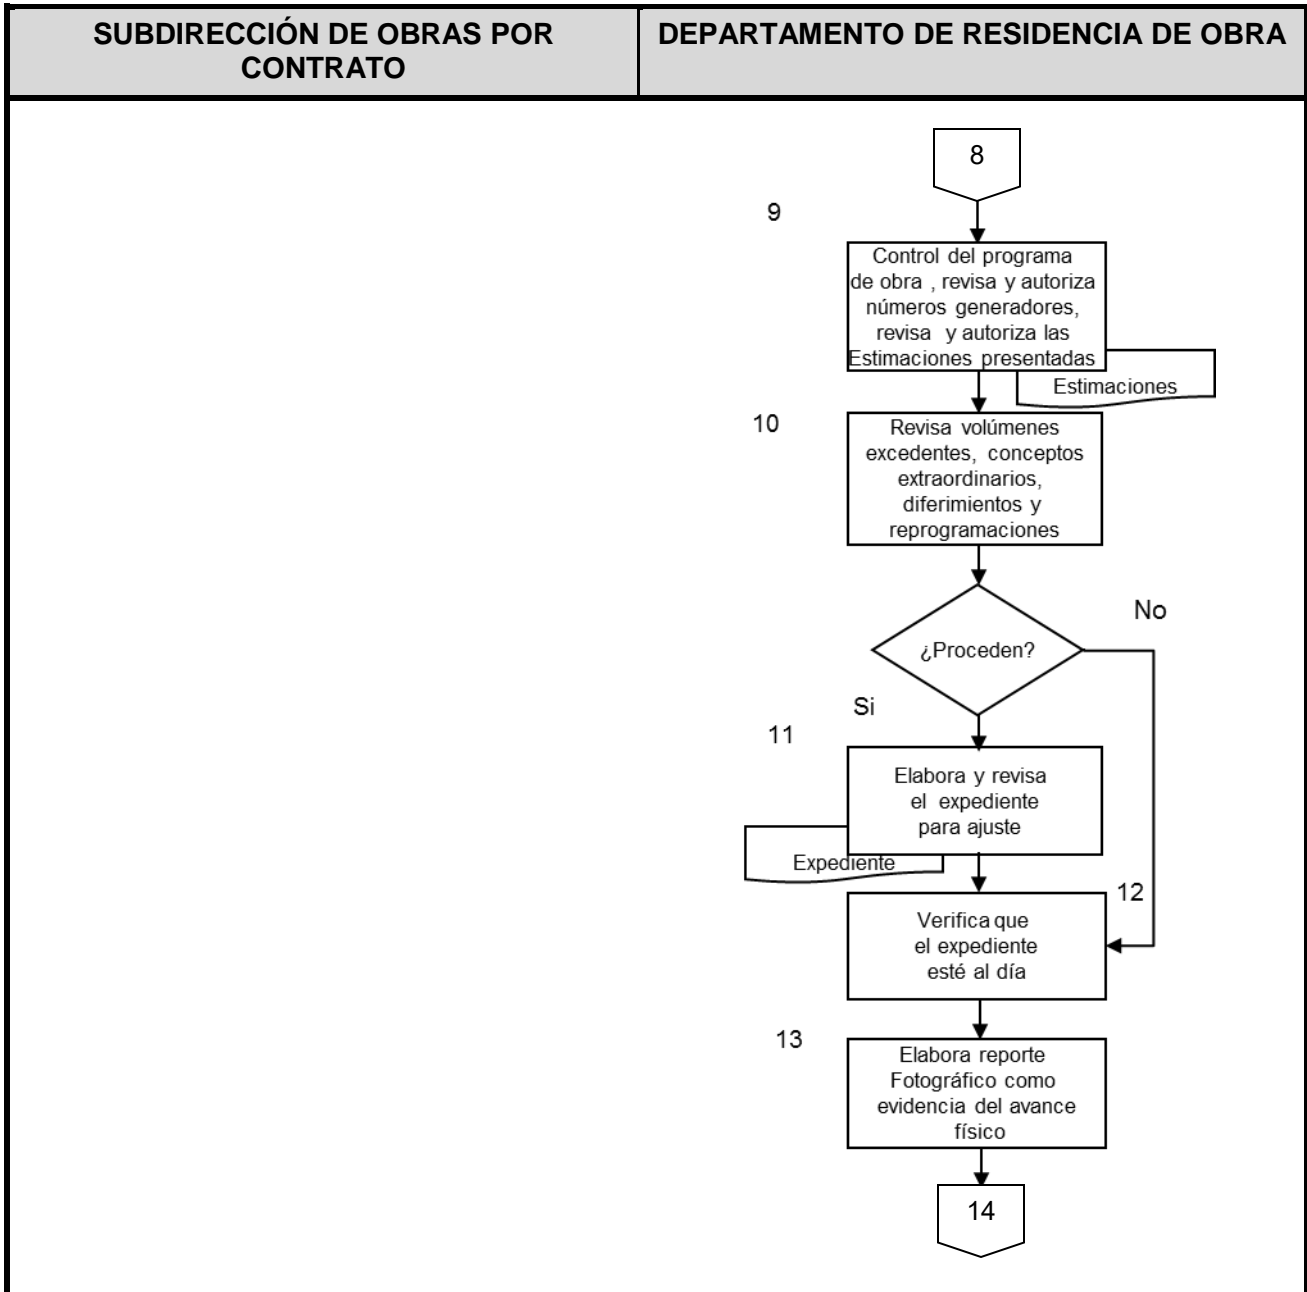 SUBDIRECCIÓN DE OBRAS POR
CONTRATO
DEPARTAMENTO DE RESIDENCIA DE OBRA
8
9
Control del programa
de obra , revisa y autoriza
números generadores,
revisa y autoriza las
Estimaciones presentadas
Estimaciones
10
Revisa volúmenes
excedentes, conceptos
extraordinarios,
diferimientos y
reprogramaciones
No
¿Proceden?
Si
11
Elabora y revisa
el expediente
para ajuste
Expediente
12
Verifica que
el expediente
esté al día
13
Elabora reporte
Fotográfico como
evidencia del avance
físico
14